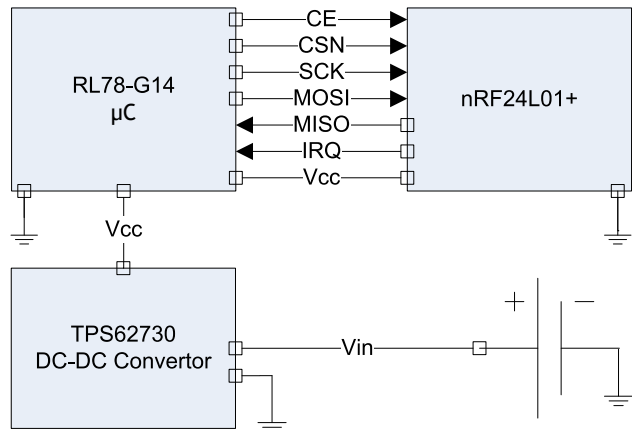 RL78-G14
µC
CE
CSN
SCK
MOSI
MISO
IRQ
Vcc
nRF24L01+
Vcc
TPS62730
DC-DC Convertor
Vin
+
−